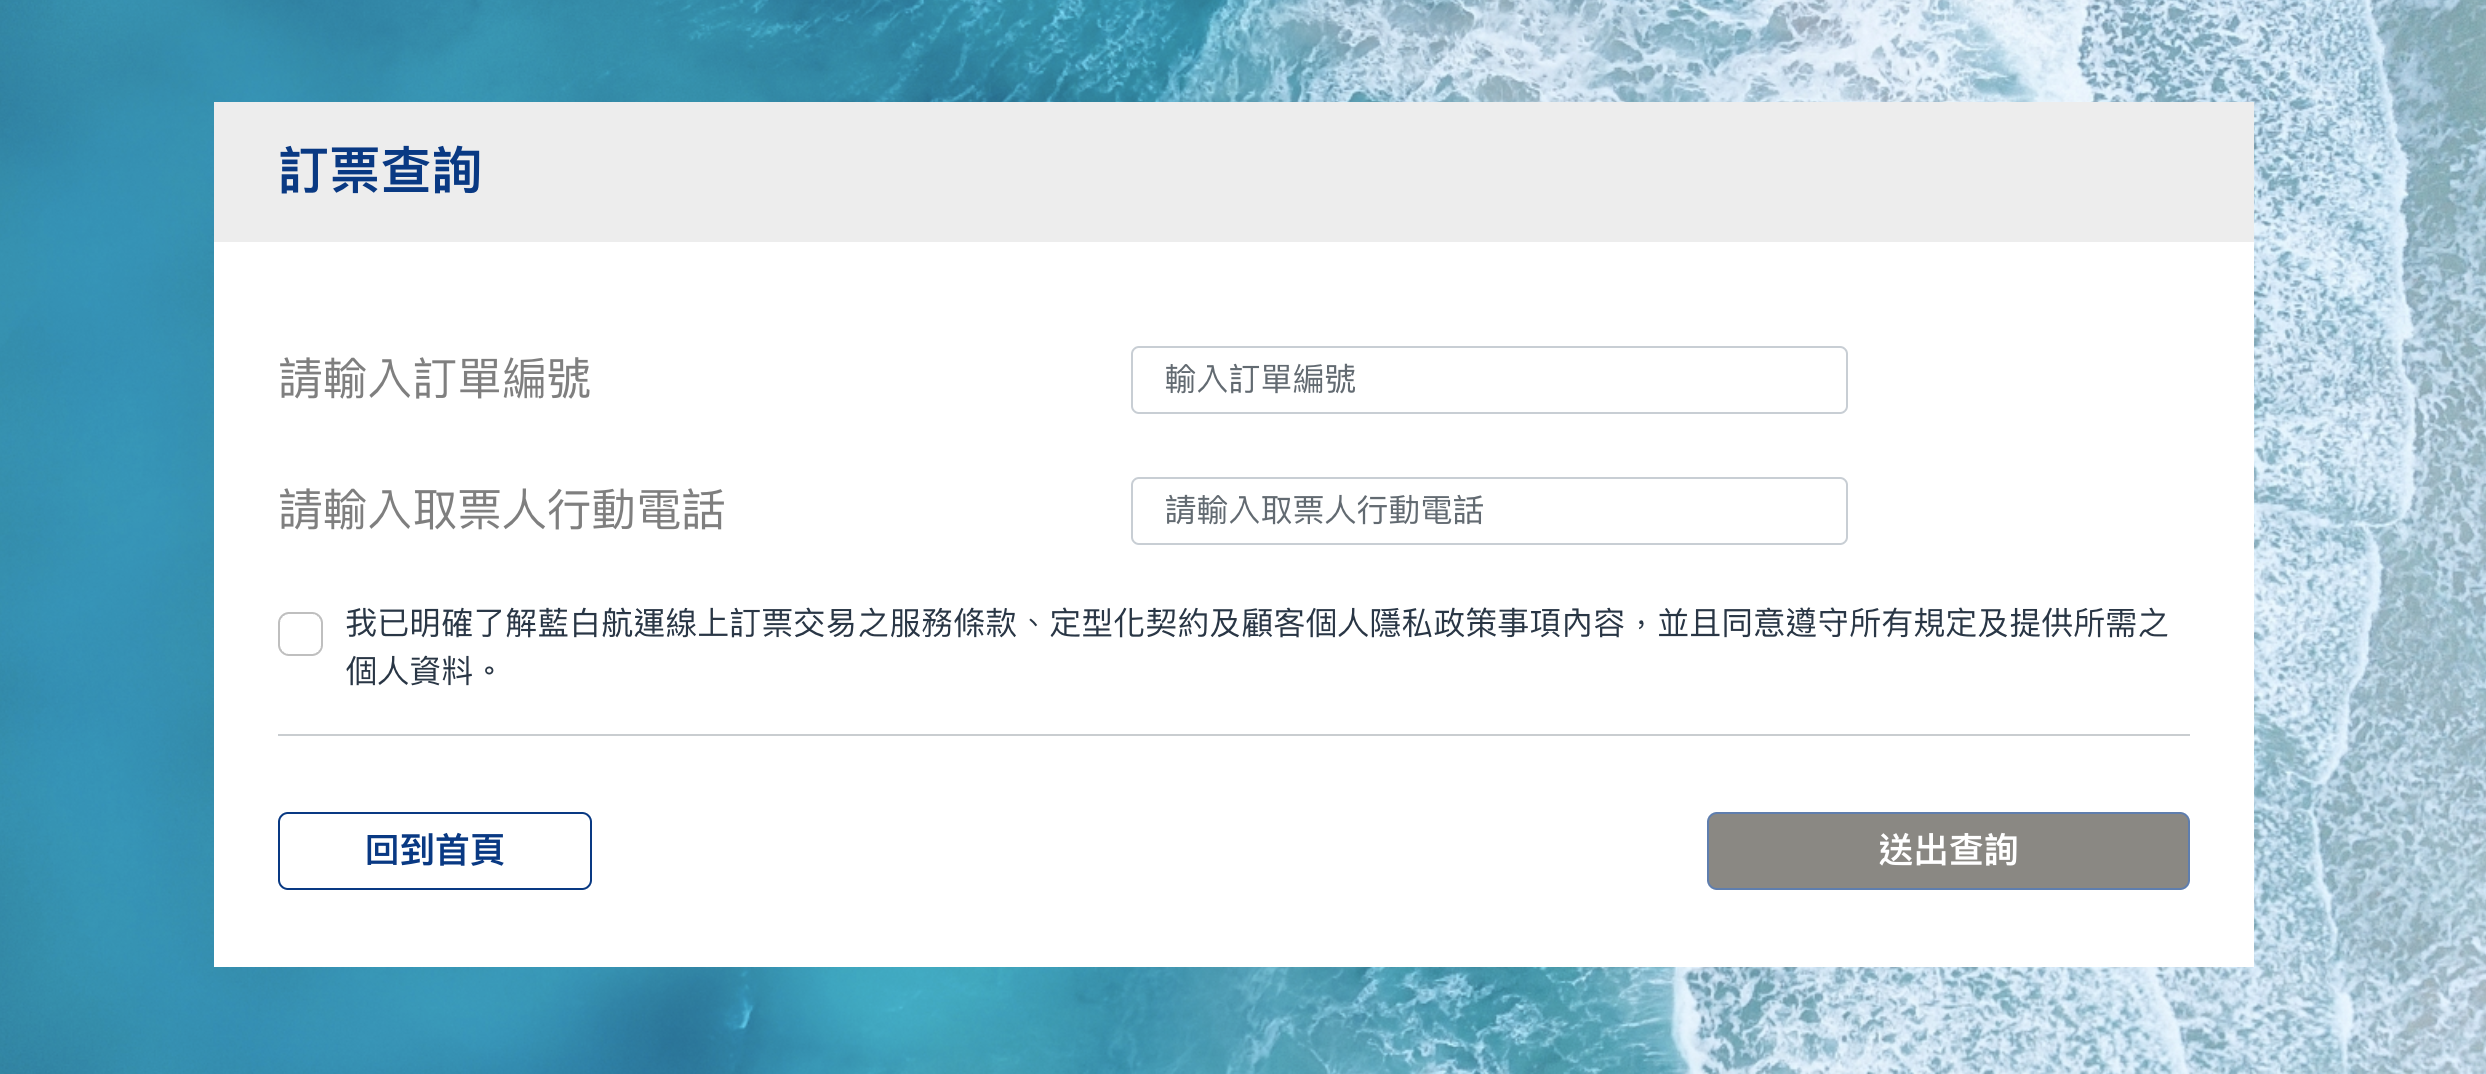 訂票查詢
請輸入訂單編號
輸入訂單編號
請輸入取票人行動電話
請輸入取票人行動電話
我已明確了解藍白航運線上訂票交易之服務條款、定型化契約及顧客個人隱私政策事項內容，並且同意遵守所有規定及提供所需之
個人資料。
回到首頁
送出查詢